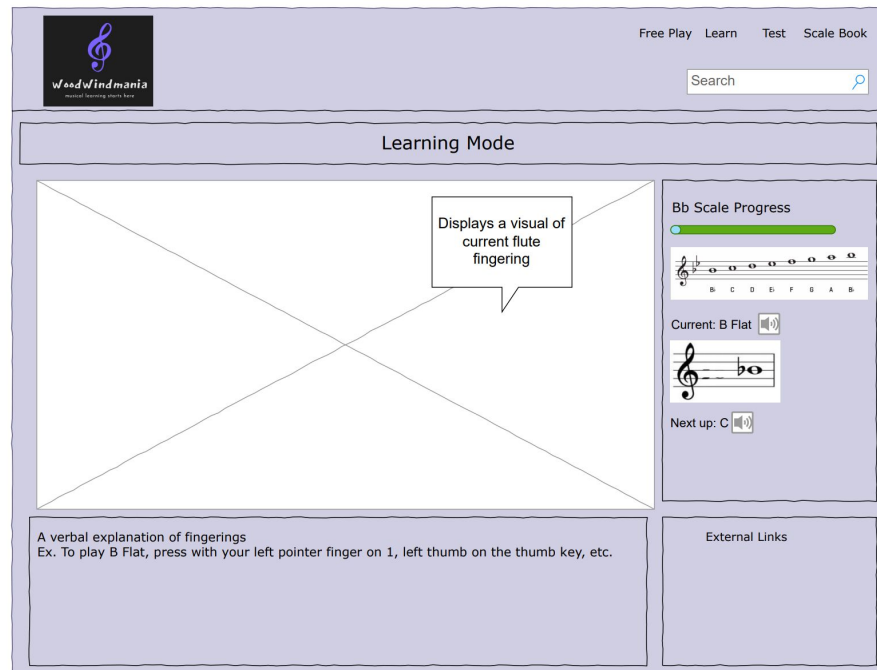 WoodWindmania
musical learning starts here
Free Play Learn Test Scale Book
Search
Learning Mode
Displays a visual of
current flute
fingering
Bb Scale Progress
B♭ C D E♭ F G A B♭
Current: B Flat
Next up: C
A verbal explanation of fingerings
Ex. To play B Flat, press with your left pointer finger on 1, left thumb on the thumb key, etc.
External Links